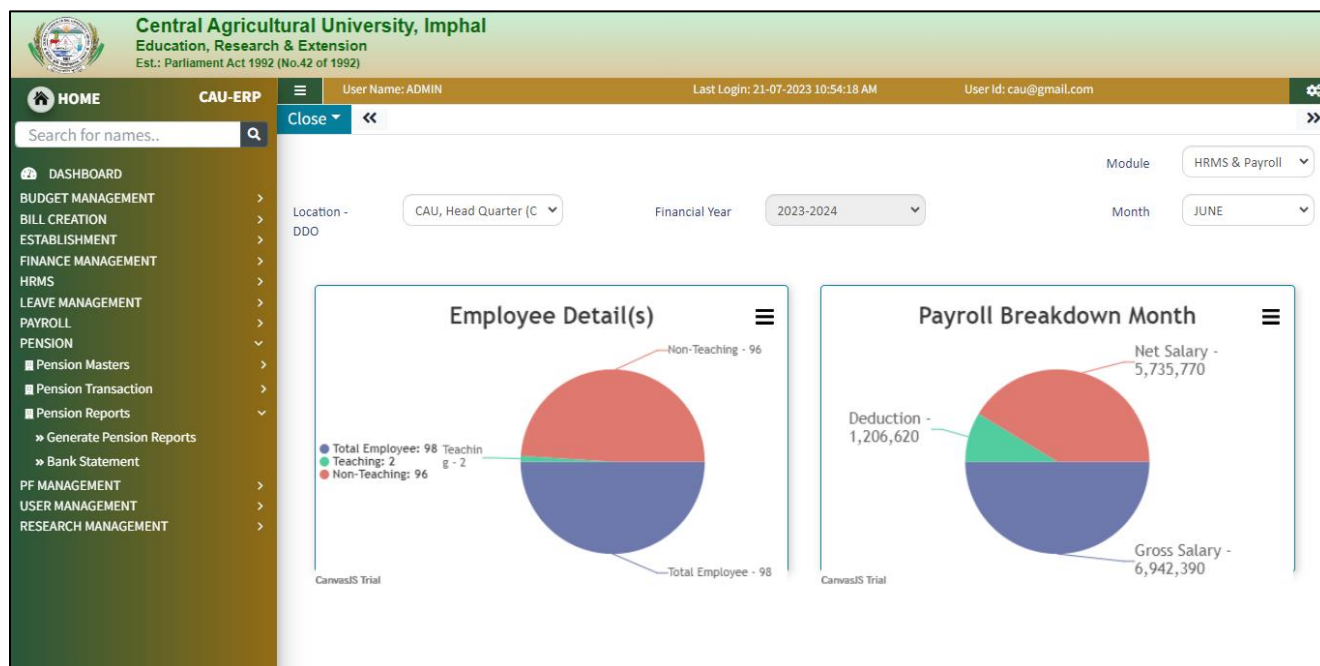 Central Agricultural University, Imphal
Education, Research & Extension
Est.: Parliament Act 1992 (No.42 of 1992)
HOME CAU-ERP
User Name: ADMIN Last Login: 21-07-2023 10:54:18 AM User Id: cau@gmail.com
Close
Search for names..
DASHBOARD
BUDGET MANAGEMENT
BILL CREATION
ESTABLISHMENT
FINANCE MANAGEMENT
HRMS
LEAVE MANAGEMENT
PAYROLL
PENSION
Pension Masters
Pension Transaction
Pension Reports
» Generate Pension Reports
» Bank Statement
PF MANAGEMENT
USER MANAGEMENT
RESEARCH MANAGEMENT
Module HRMS & Payroll
Location - DDO CAU, Head Quarter (C
Financial Year 2023-2024
Month JUNE
Employee Detail(s)
Non-Teaching - 96
Total Employee: 98
Teaching: 2
Non-Teaching: 96
Teachin
g - 2
Total Employee - 98
CanvasJS Trial
Payroll Breakdown Month
Net Salary -
5,735,770
Deduction -
1,206,620
Gross Salary -
6,942,390
CanvasJS Trial